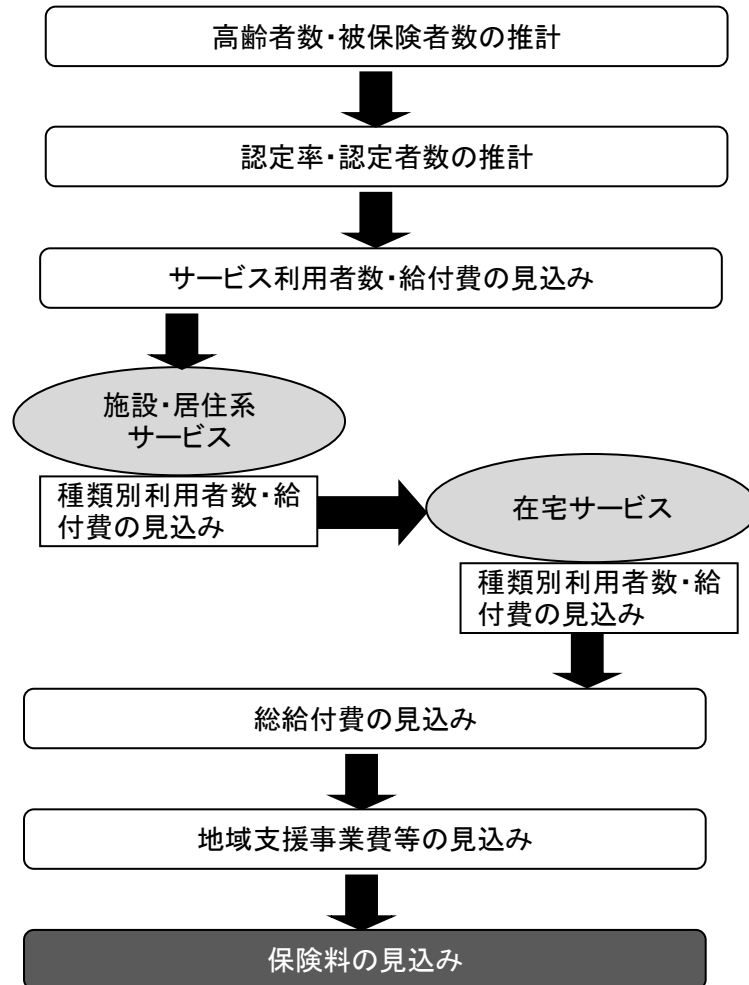 高齢者数・被保険者数の推計
認定率・認定者数の推計
サービス利用者数・給付費の見込み
施設・居住系
サービス
種類別利用者数・給
付費の見込み
在宅サービス
種類別利用者数・給
付費の見込み
総給付費の見込み
地域支援事業費等の見込み
保険料の見込み